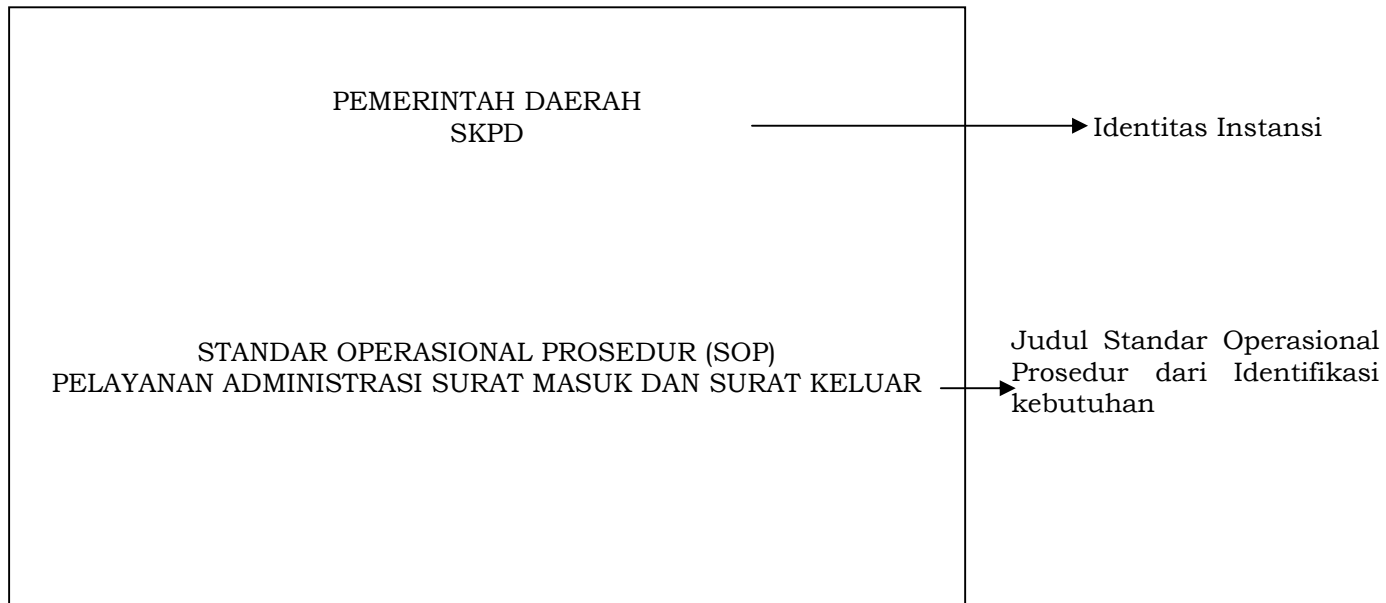 PEMERINTAH DAERAH
SKPD
Identitas Instansi
STANDAR OPERASIONAL PROSEDUR (SOP)
PELAYANAN ADMINISTRASI SURAT MASUK DAN SURAT KELUAR
Judul Standar Operasional
Prosedur dari Identifikasi
kebutuhan